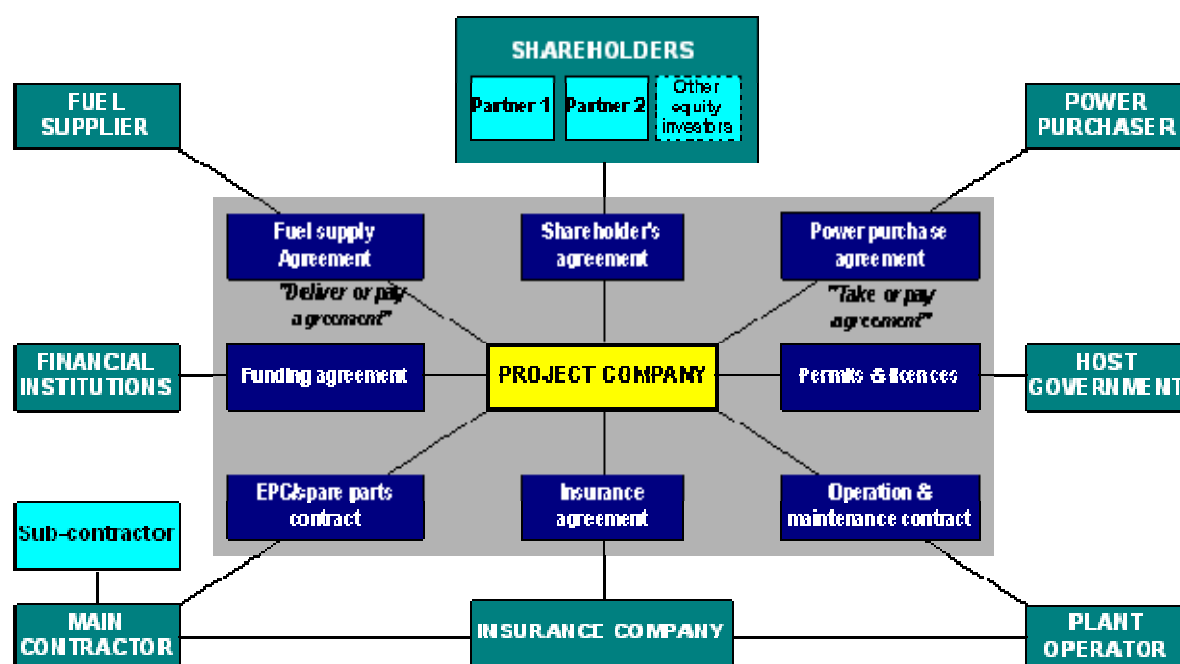 SHAREHOLDERS
Partner 1
Partner 2
Other
equity
investors
FUEL
SUPPLIER
POWER
PURCHASER
Fuel supply
Agreement
Shareholder's
agreement
Power purchase
agreement
"Deliver or pay
agreement"
"Take or pay
agreement"
FINANCIAL
INSTITUTIONS
Funding agreement
PROJECT COMPANY
Permits & licences
HOST
GOVERNMENT
EPC/spare parts
contract
Insurance
agreement
Operation &
maintenance contract
Sub-contractor
MAIN
CONTRACTOR
INSURANCE COMPANY
PLANT
OPERATOR